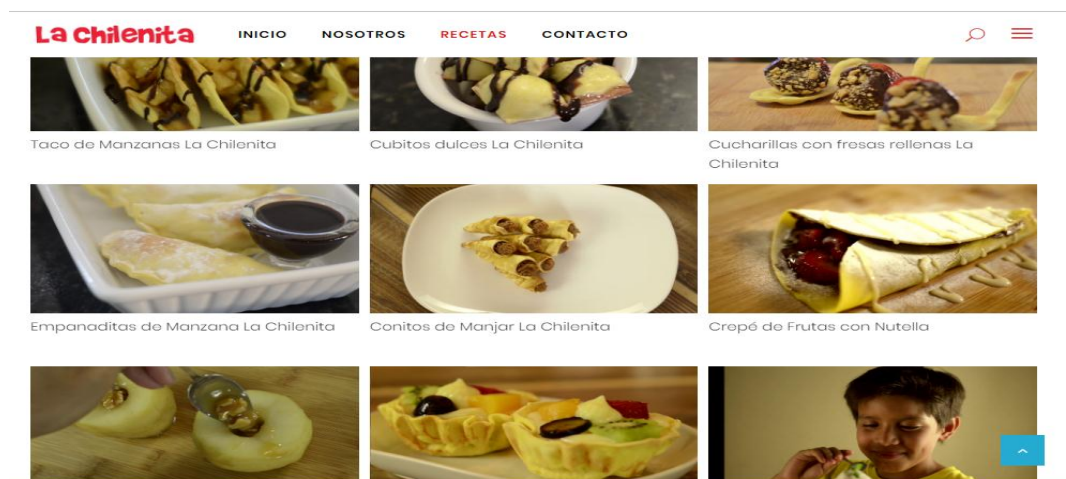 La Chilenita
INICIO NOSOTROS RECETAS CONTACTO
Taco de Manzanas La Chilenita
Cubitos dulces La Chilenita
Cucharillas con fresas rellenas La
Chilenita
Empanaditas de Manzana La Chilenita
Conitos de Manjar La Chilenita
Crepé de Frutas con Nutella